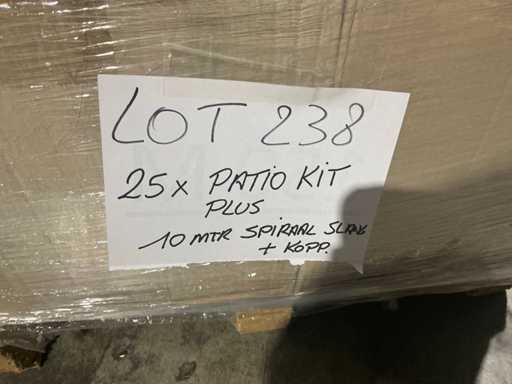 LOT 238
25x PATIO KIT
PLUS
10 MTR SPIRAAL SLANG
+ KOPP.